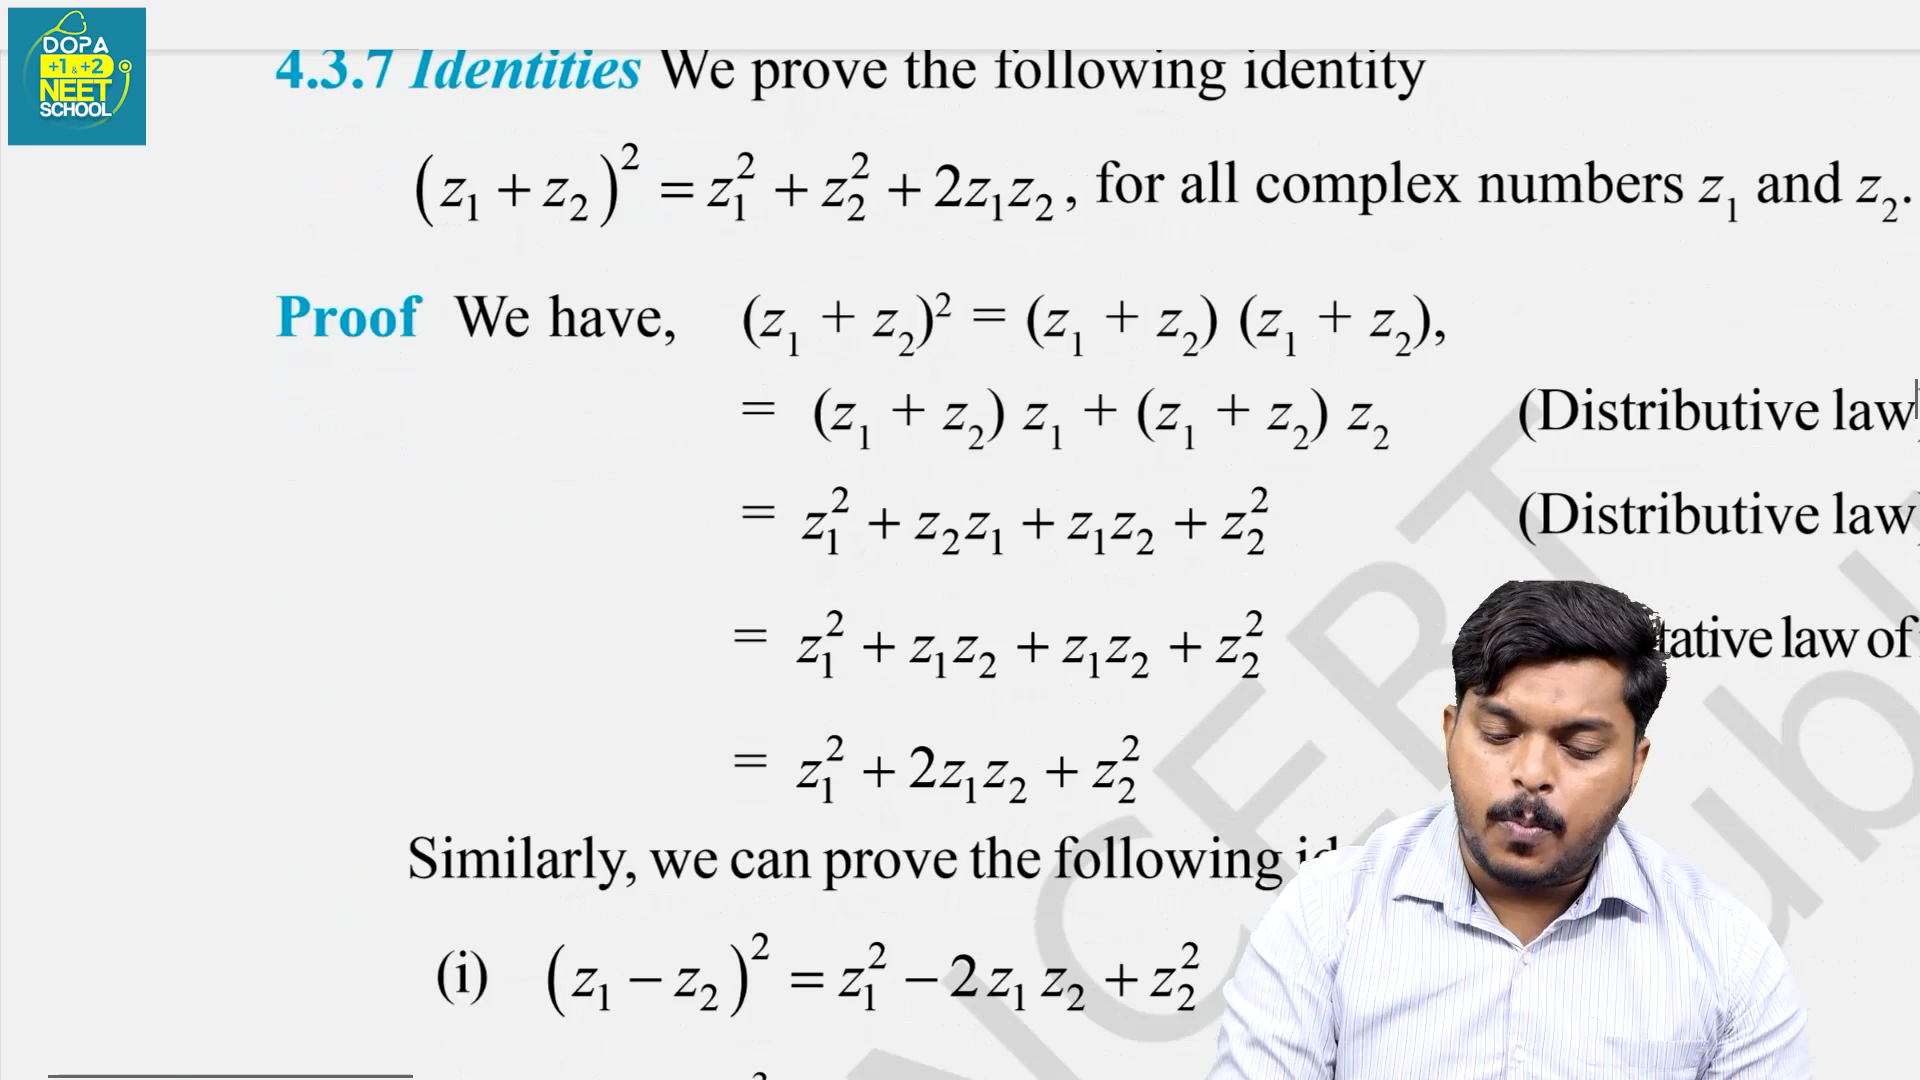 DOPA
+1 & +2
NEET
SCHOOL
4.3.7 Identities We prove the following identity
(z₁ + z₂)² = z₁² + z₂² + 2z₁z₂, for all complex numbers z₁ and z₂.
Proof We have, (z₁ + z₂)² = (z₁ + z₂) (z₁ + z₂),
= (z₁ + z₂) z₁ + (z₁ + z₂) z₂ (Distributive law
= z₁² + z₂z₁ + z₁z₂ + z₂² (Distributive law
= z₁² + z₁z₂ + z₁z₂ + z₂² tative law of
= z₁² + 2z₁z₂ + z₂²
Similarly, we can prove the following
(i) (z₁ − z₂)² = z₁² − 2z₁ z₂ + z₂²
NCERT